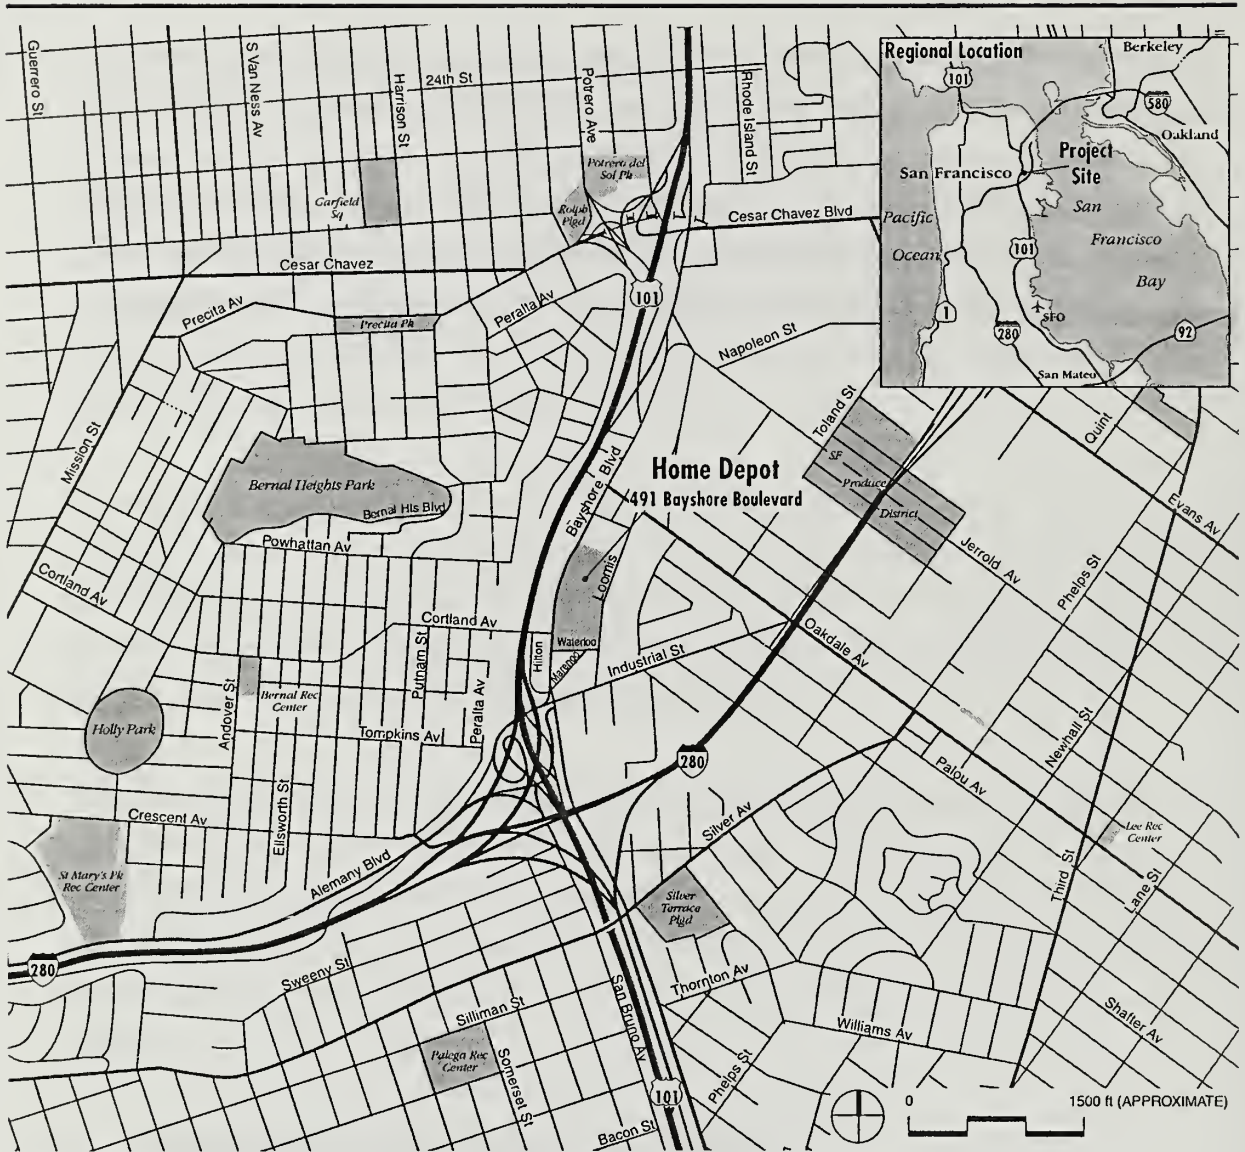 Guerrero St
S Van Ness Av
Harrison St
24th St
Potrero Ave
Rhode Island St
Regional Location
Berkeley
101
580
Oakland
Project
Site
San Francisco
Pacific
Ocean
San
Francisco
Bay
101
1
280
SFO
92
San Mateo
Potrero del
Sol Pk
Rolph
Plgd
Garfield
Sq
Cesar Chavez Blvd
Cesar Chavez
Precita Av
Precita Pk
Peralta Av
101
Napoleon St
Toland St
Quint
Mission St
SF
Produce
District
Home Depot
491 Bayshore Boulevard
Bayshore Blvd
Bernal Heights Park
Bernal Hts Blvd
Evans Av
Powhattan Av
Jerrold Av
Phelps St
Loomis
Cortland Av
Cortland Av
Putnam St
Hilton
Waterloo
Marengo
Industrial St
Oakdale Av
Andover St
Bernal Rec
Center
Peralta Av
Holly Park
Tompkins Av
280
Newhall St
Palou Av
Ellsworth St
Crescent Av
Silver Av
Lee Rec
Center
St Mary's Pk
Rec Center
Alemany Blvd
Third St
Lane St
Silver
Terrace
Plgd
280
Sweeny St
Thornton Av
San Bruno Av
Silliman St
Williams Av
Shafter Av
Palega Rec
Center
Somerset St
Phelps St
101
Bacon St
0 1500 ft (APPROXIMATE)